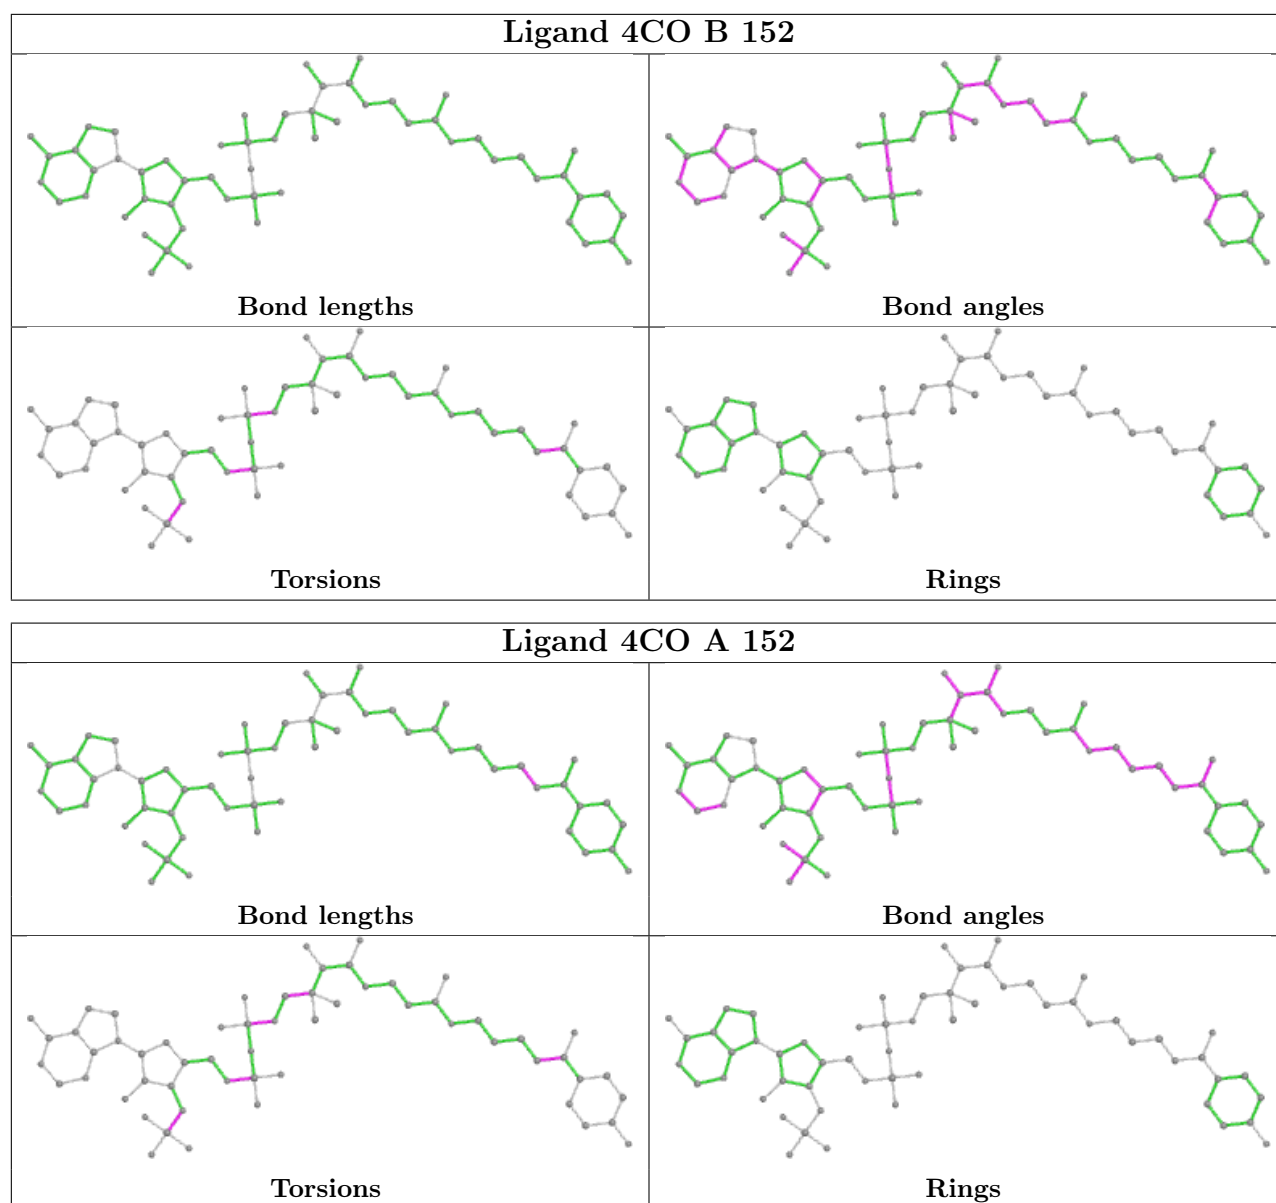 Ligand 4CO B 152
Bond lengths
Bond angles
Torsions
Rings
Ligand 4CO A 152
Bond lengths
Bond angles
Torsions
Rings